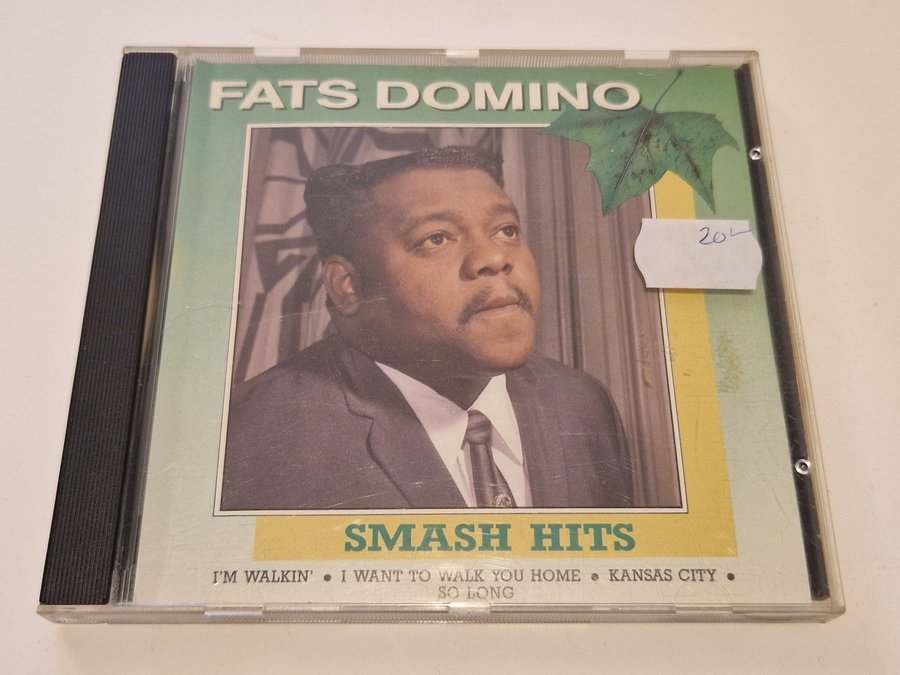 FATS DOMINO
20-
SMASH HITS
I'M WALKIN' • I WANT TO WALK YOU HOME • KANSAS CITY •
SO LONG